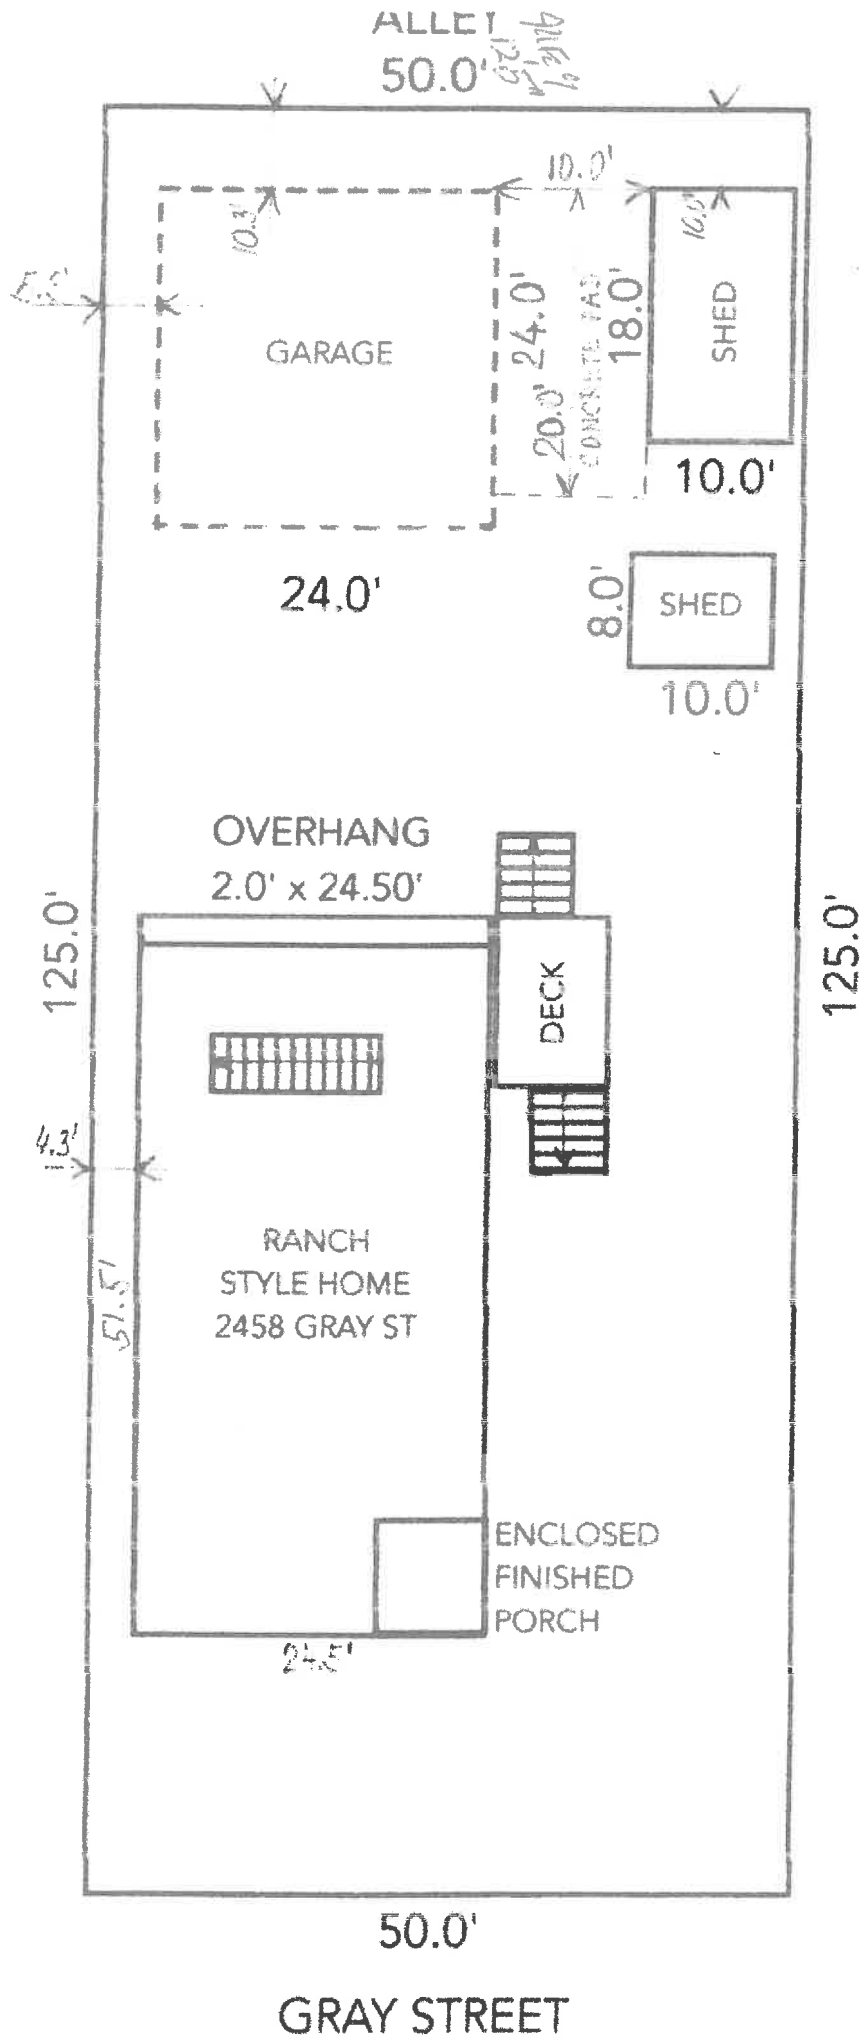 ALLEY
50.0'
10.0'
10.3'
10.0'
GARAGE
24.0'
20.0'
CONCRETE PAD
18.0'
SHED
10.0'
24.0'
8.0'
SHED
10.0'
OVERHANG
2.0' x 24.50'
125.0'
125.0'
DECK
4.3'
51.5'
RANCH
STYLE HOME
2458 GRAY ST
ENCLOSED
FINISHED
PORCH
24.5'
50.0'
GRAY STREET